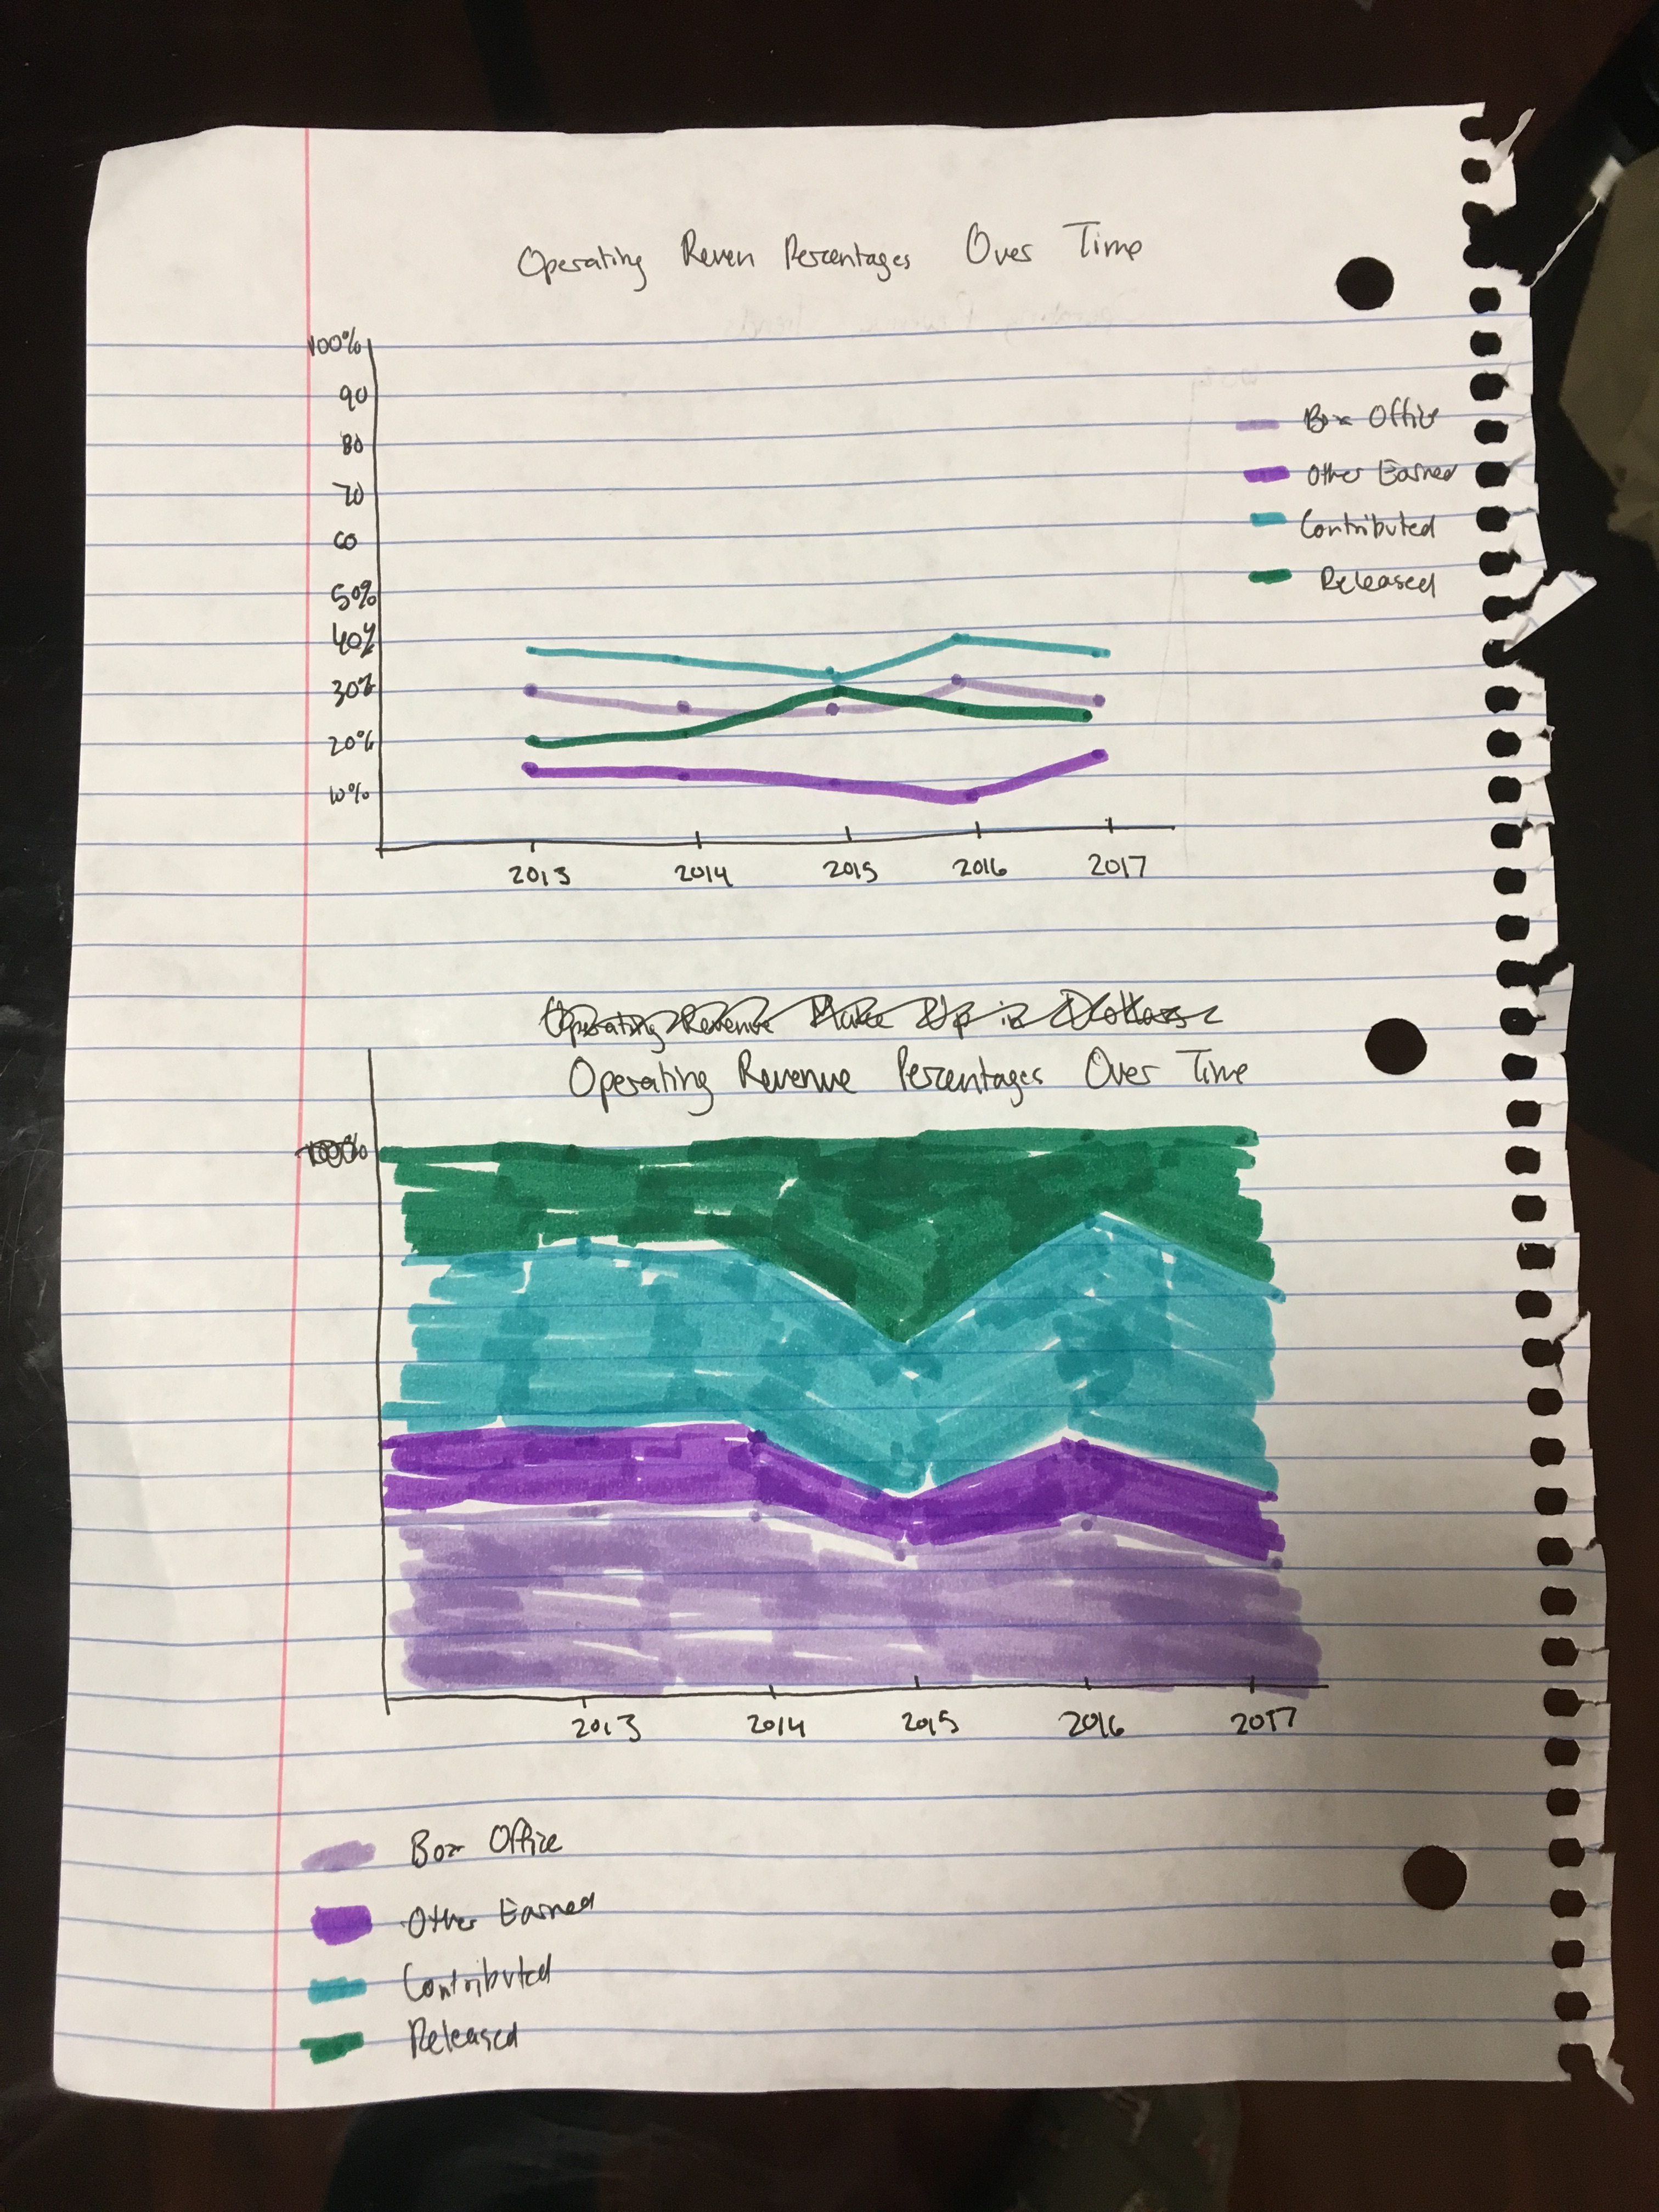 Operating Reven Percentages Over Time
100%
90
80
70
60
50%
40%
30%
20%
10%
Box Office
Other Earned
Contributed
Released
2013 2014 2015 2016 2017
Operating Revenue Make Up in Dollars
Operating Revenue Percentages Over Time
100%
2013 2014 2015 2016 2017
Box Office
Other Earned
Contributed
Released